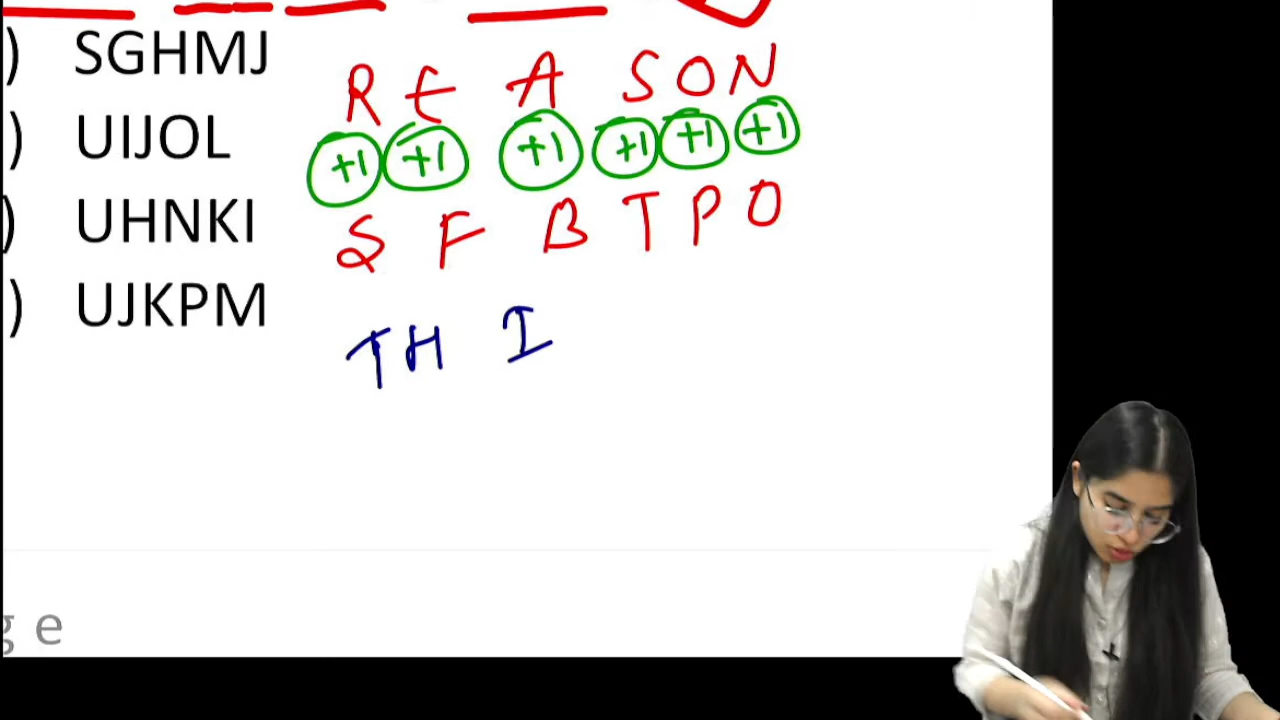 ) SGHMJ
) UIJOL
) UHNKI
) UJKPM
R E A S O N
+1 +1 +1 +1 +1 +1
S F B T P O
T H I
g e